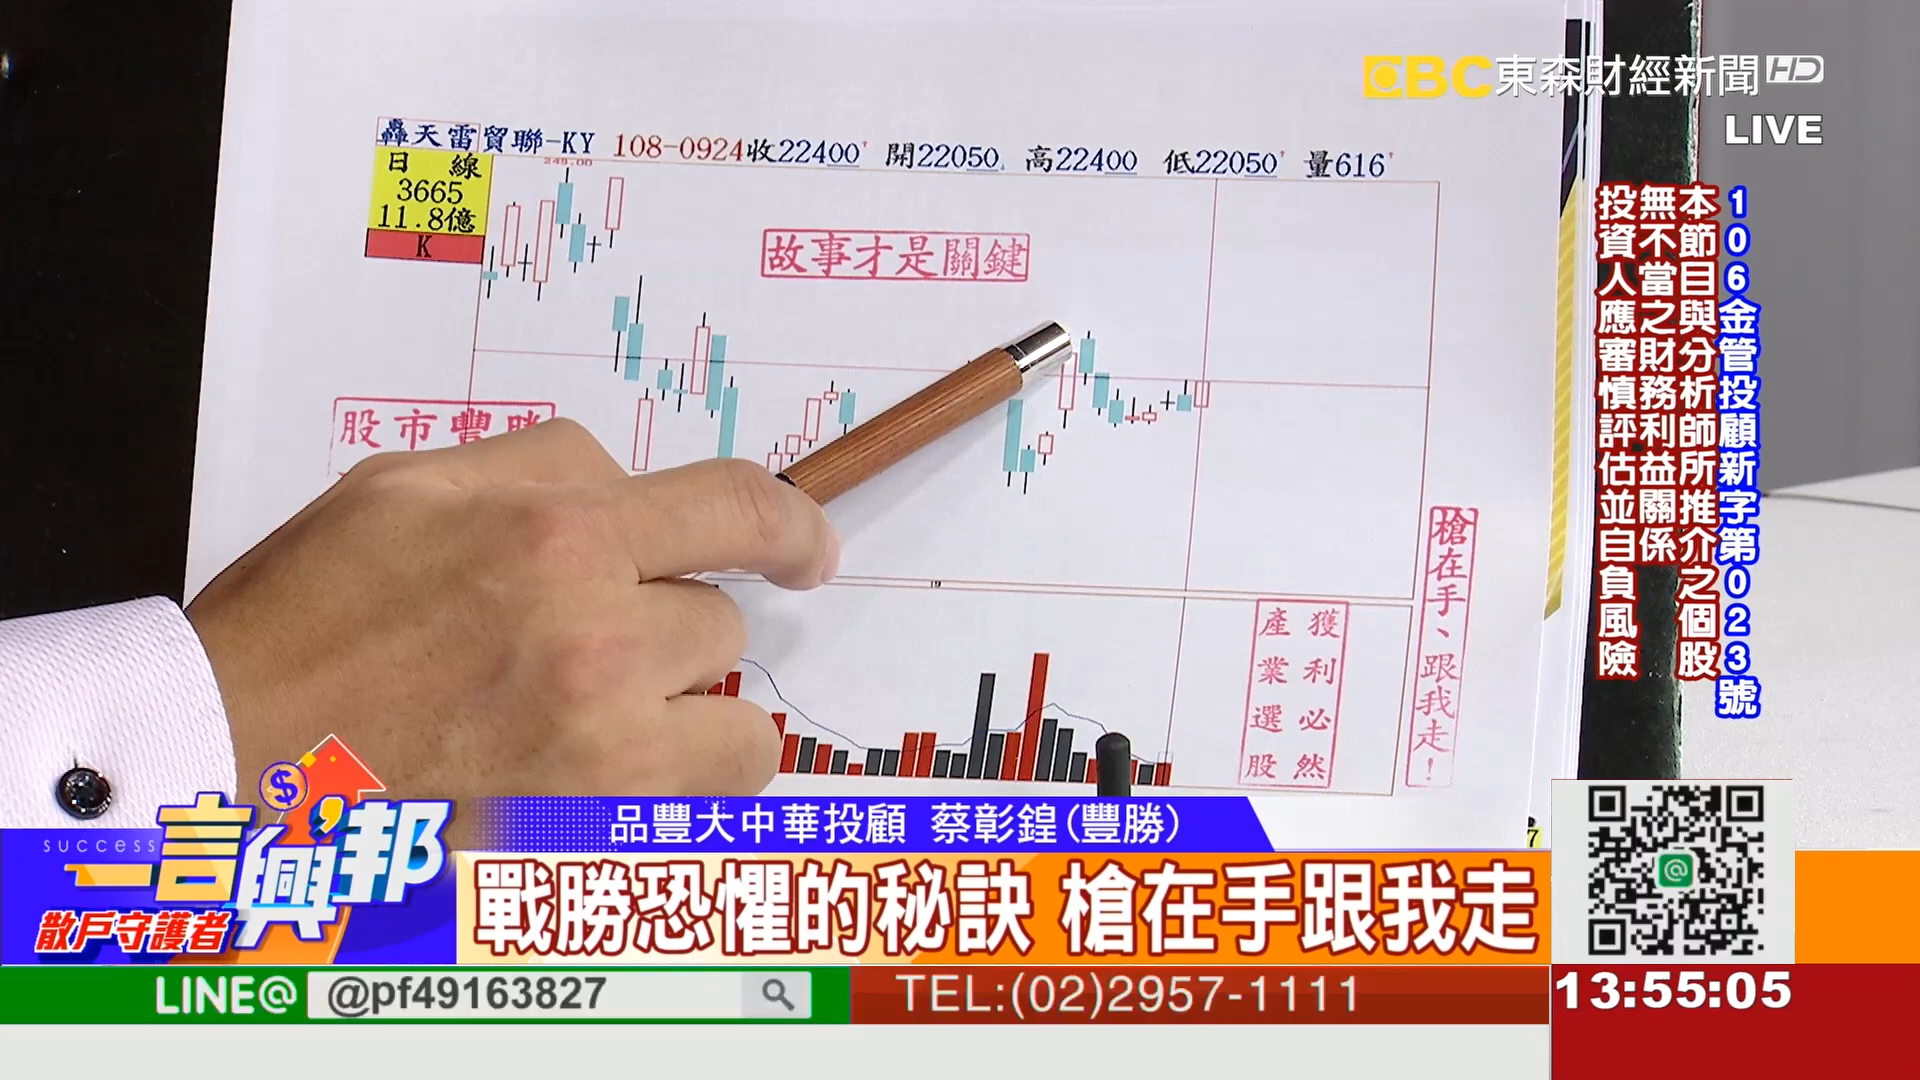 EBC東森財經新聞HD
LIVE
轟天雷貿聯-KY 108-0924收22400 開22050 高22400 低22050 量616
日 線
3665
11.8億
K
249.00
故事才是關鍵
股市豐勝
19
槍在手、跟我走!
獲利必然
產業選股
106金管投顧新字第023號
本節目與分析師所推介之個股
無不當之財務利益關係
投資人應審慎評估並自負風險
品豐大中華投顧 蔡彰鍠(豐勝)
戰勝恐懼的秘訣 槍在手跟我走
success
一言興邦
散戶守護者
LINE@ @pf49163827
TEL:(02)2957-1111
13:55:05
7